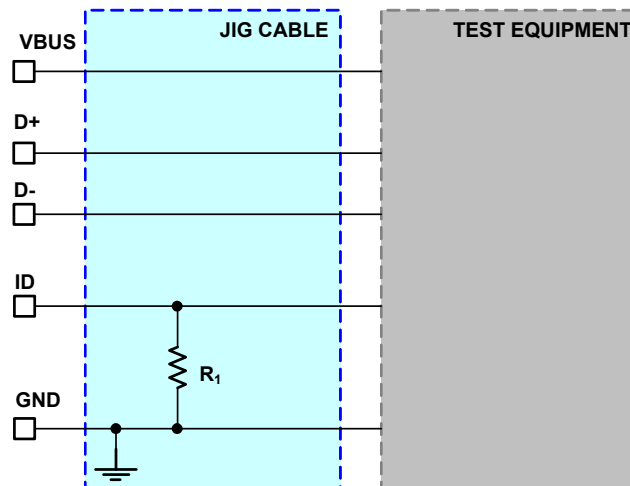 JIG CABLE
TEST EQUIPMENT
VBUS
D+
D-
ID
R₁
GND